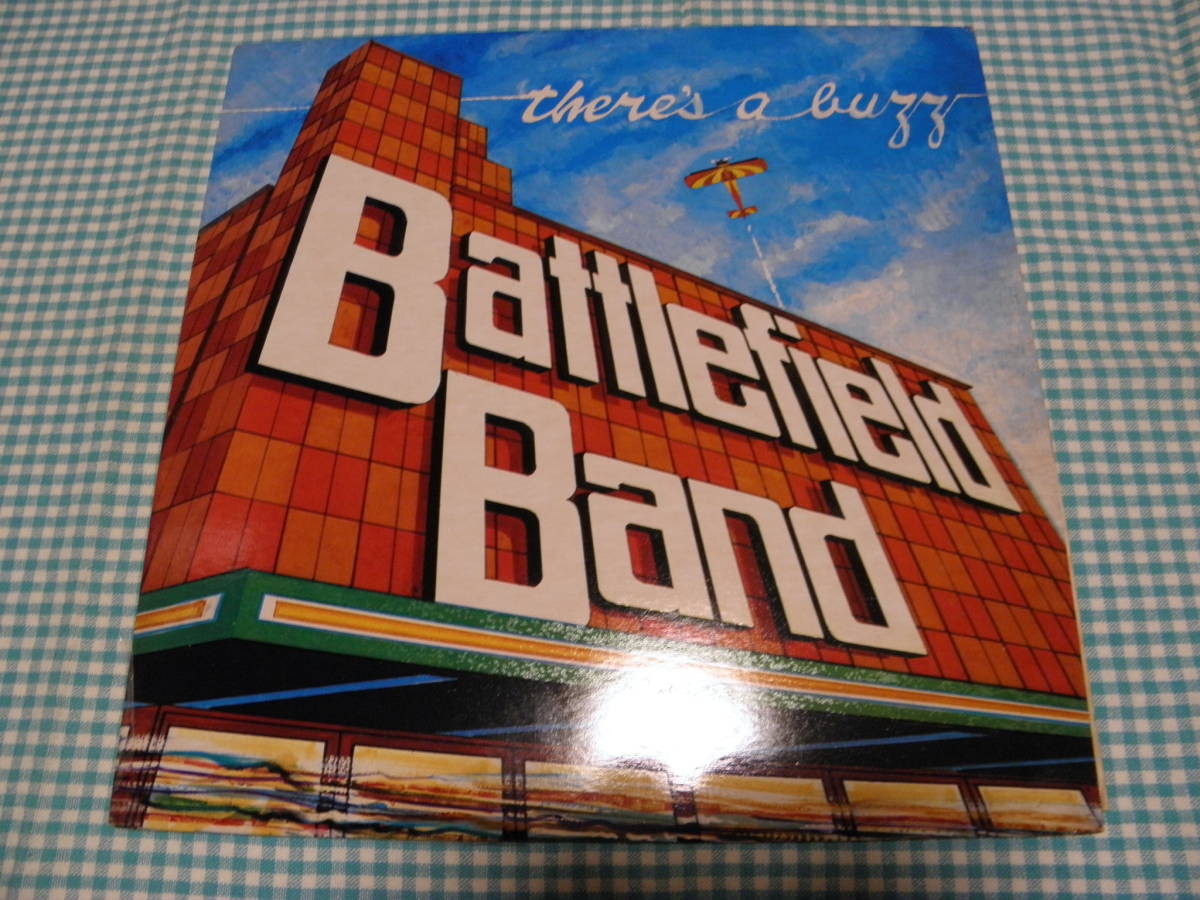 there's a buzz
Battlefield
Band